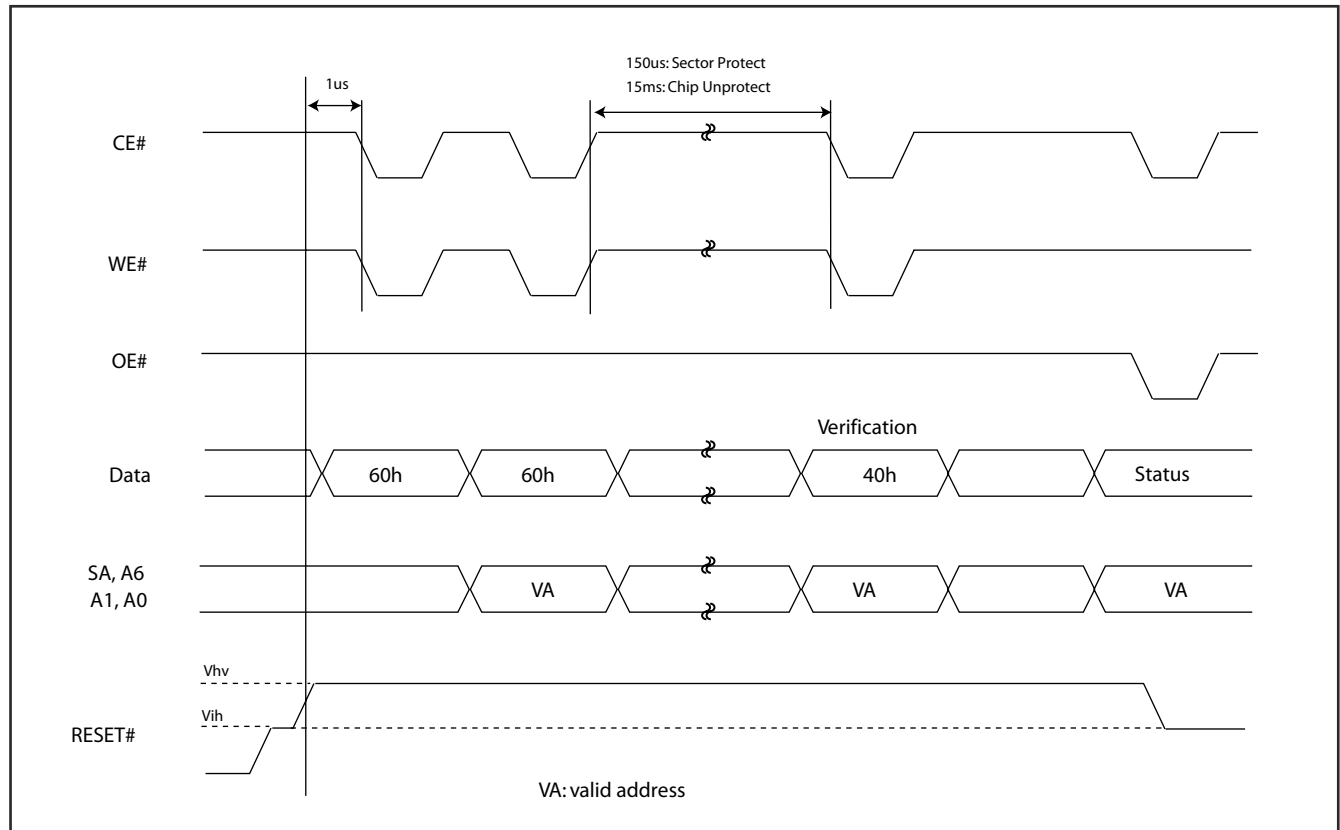 150us: Sector Protect
1us
15ms: Chip Unprotect
CE#
WE#
OE#
Verification
Data
60h
60h
40h
Status
SA, A6
A1, A0
VA
VA
VA
Vhv
Vih
RESET#
VA: valid address